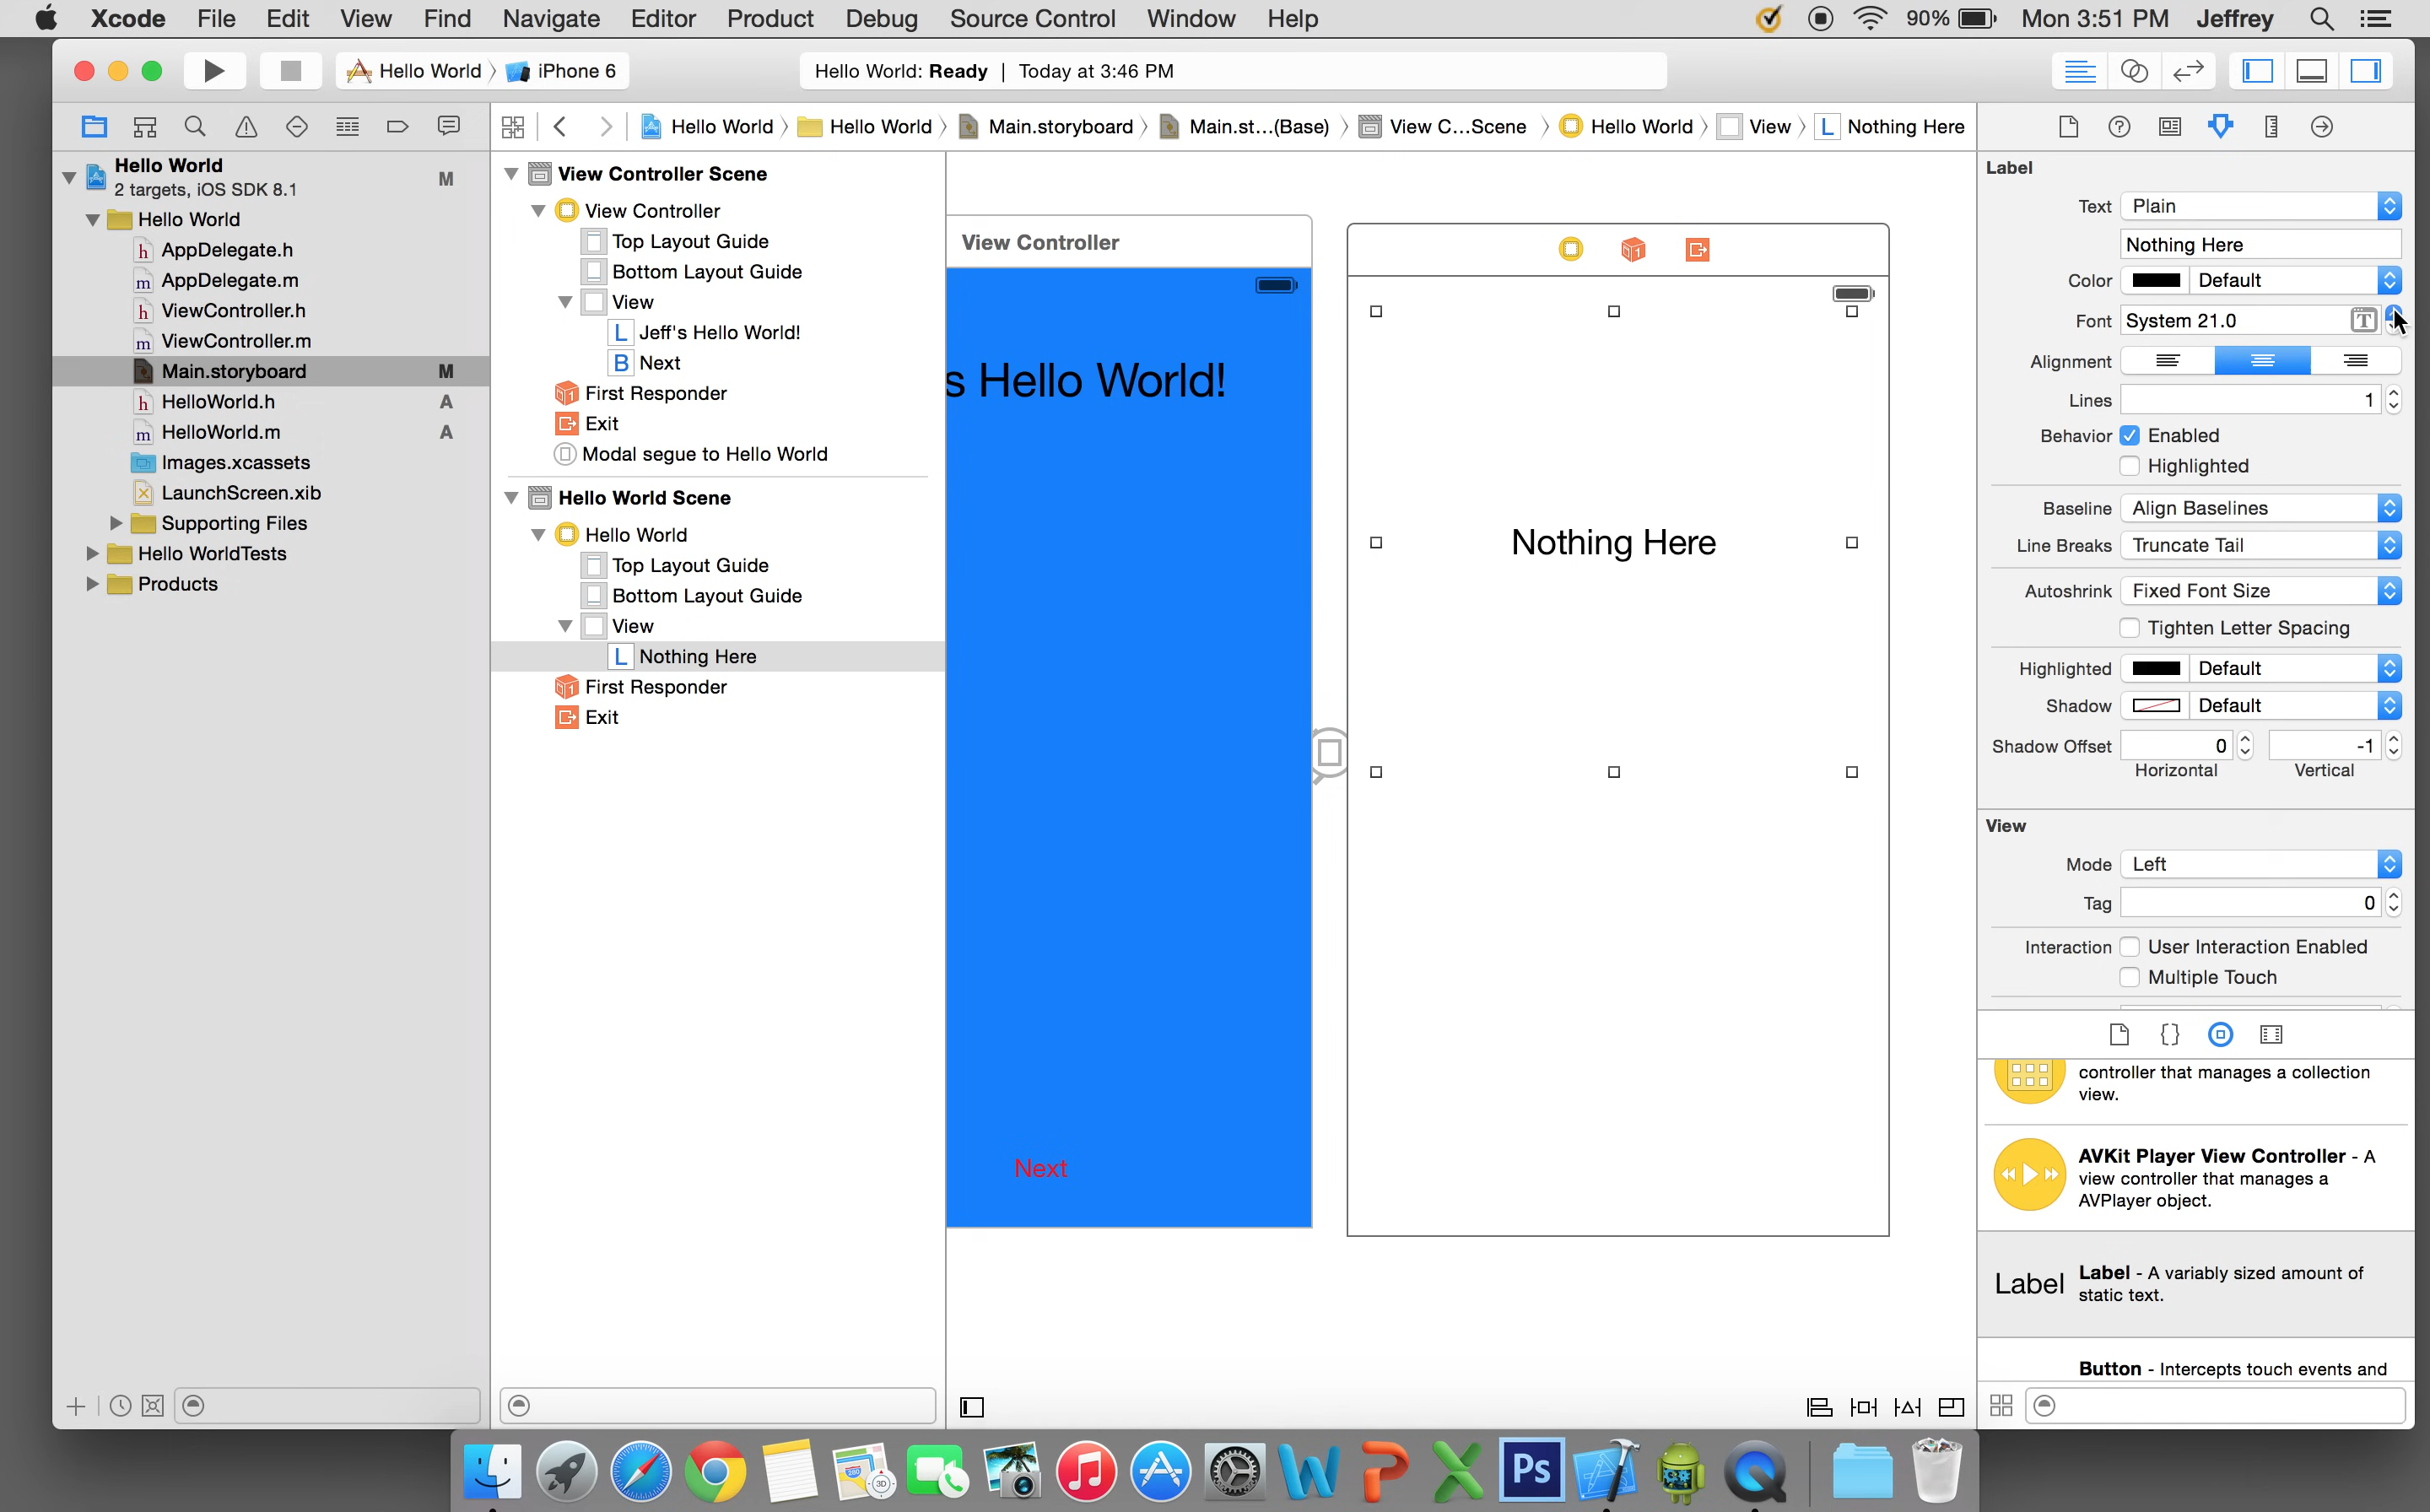 Xcode File Edit View Find Navigate Editor Product Debug Source Control Window Help 90% Mon 3:51 PM Jeffrey
Hello World iPhone 6 Hello World: Ready | Today at 3:46 PM
Hello World Hello World Main.storyboard Main.st...(Base) View C...Scene Hello World View L Nothing Here
Hello World
2 targets, iOS SDK 8.1 M
Hello World
h AppDelegate.h
m AppDelegate.m
h ViewController.h
m ViewController.m
Main.storyboard M
h HelloWorld.h A
m HelloWorld.m A
Images.xcassets
LaunchScreen.xib
Supporting Files
Hello WorldTests
Products
View Controller Scene
View Controller
Top Layout Guide
Bottom Layout Guide
View
L Jeff's Hello World!
B Next
First Responder
Exit
Modal segue to Hello World
Hello World Scene
Hello World
Top Layout Guide
Bottom Layout Guide
View
L Nothing Here
First Responder
Exit
View Controller
s Hello World!
Next
Nothing Here
Label
Text Plain
Nothing Here
Color Default
Font System 21.0 T
Alignment
Lines 1
Behavior Enabled
Highlighted
Baseline Align Baselines
Line Breaks Truncate Tail
Autoshrink Fixed Font Size
Tighten Letter Spacing
Highlighted Default
Shadow Default
Shadow Offset 0 -1
Horizontal Vertical
View
Mode Left
Tag 0
Interaction User Interaction Enabled
Multiple Touch
{}
controller that manages a collection
view.
AVKit Player View Controller - A
view controller that manages a
AVPlayer object.
Label Label - A variably sized amount of
static text.
Button - Intercepts touch events and
W P X Ps